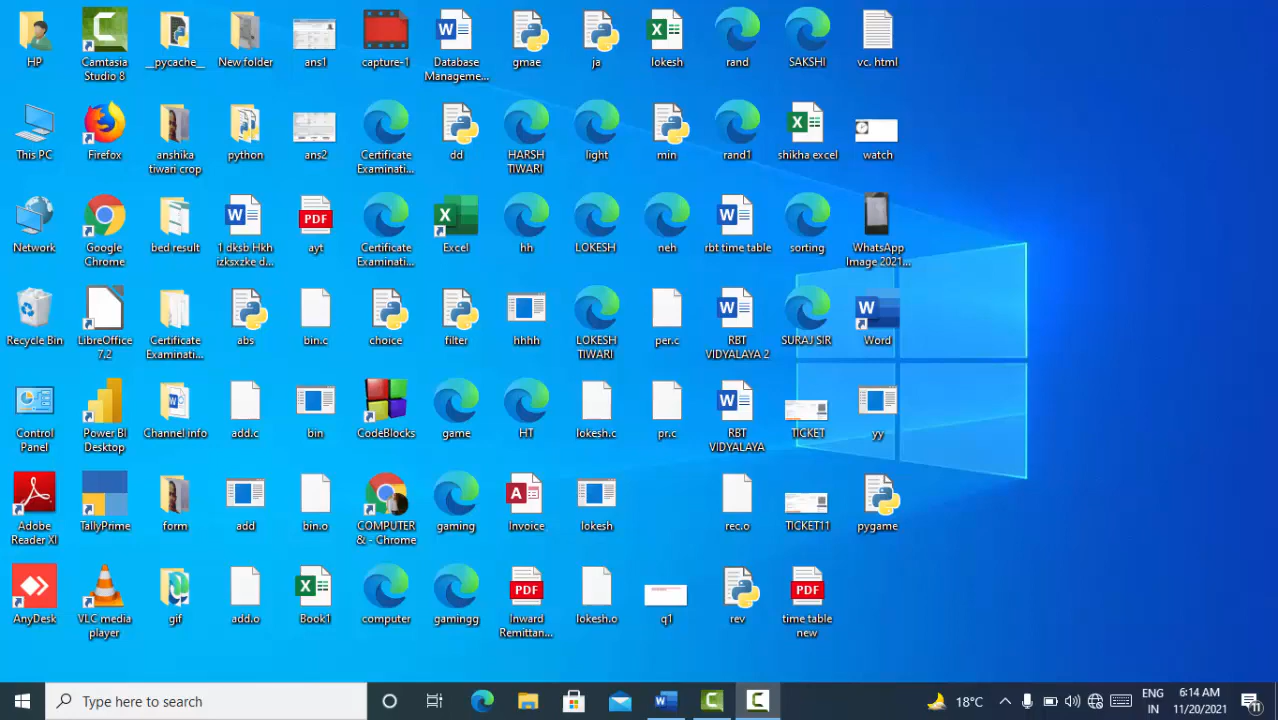 HP
Camtasia
Studio 8
__pycache__
New folder
ans1
capture-1
Database
Manageme...
gmae
ja
lokesh
rand
SAKSHI
vc. html
This PC
Firefox
anshika
tiwari crop
python
ans2
Certificate
Examinati...
dd
HARSH
TIWARI
light
min
rand1
shikha excel
watch
Network
Google
Chrome
bed result
1 dksb Hkh
izksxzke d...
PDF
ayt
Certificate
Examinati...
Excel
hh
LOKESH
neh
rbt time table
sorting
WhatsApp
Image 2021...
Recycle Bin
LibreOffice
7.2
Certificate
Examinati...
abs
bin.c
choice
filter
hhhh
LOKESH
TIWARI
per.c
RBT
VIDYALAYA 2
SURAJ SIR
Word
Control
Panel
Power BI
Desktop
Channel info
add.c
bin
CodeBlocks
game
HT
lokesh.c
pr.c
RBT
VIDYALAYA
TICKET
yy
Adobe
Reader XI
TallyPrime
form
add
bin.o
COMPUTER
& - Chrome
gaming
Invoice
lokesh
rec.o
TICKET11
pygame
AnyDesk
VLC media
player
gif
add.o
Book1
computer
gamingg
PDF
Inward
Remittan...
lokesh.o
q1
rev
PDF
time table
new
Type here to search
18°C
ENG
IN
6:14 AM
11/20/2021
11